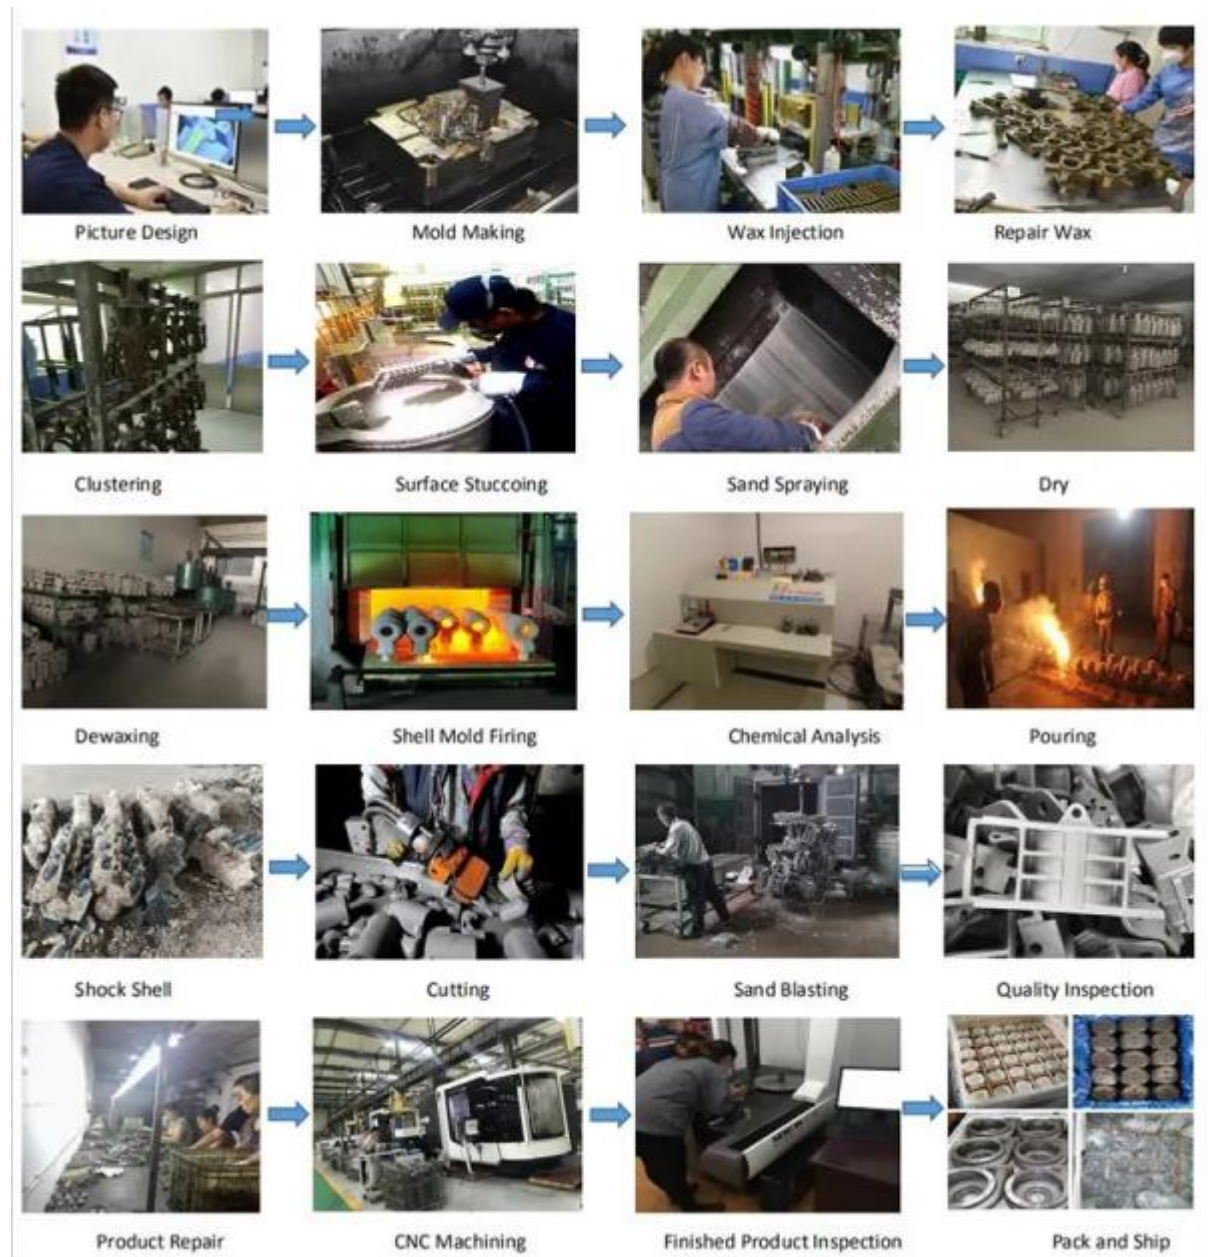 Picture Design
Mold Making
Wax Injection
Repair Wax
Clustering
Surface Stuccoing
Sand Spraying
Dry
Dewaxing
Shell Mold Firing
Chemical Analysis
Pouring
Shock Shell
Cutting
Sand Blasting
Quality Inspection
Product Repair
CNC Machining
Finished Product Inspection
Pack and Ship